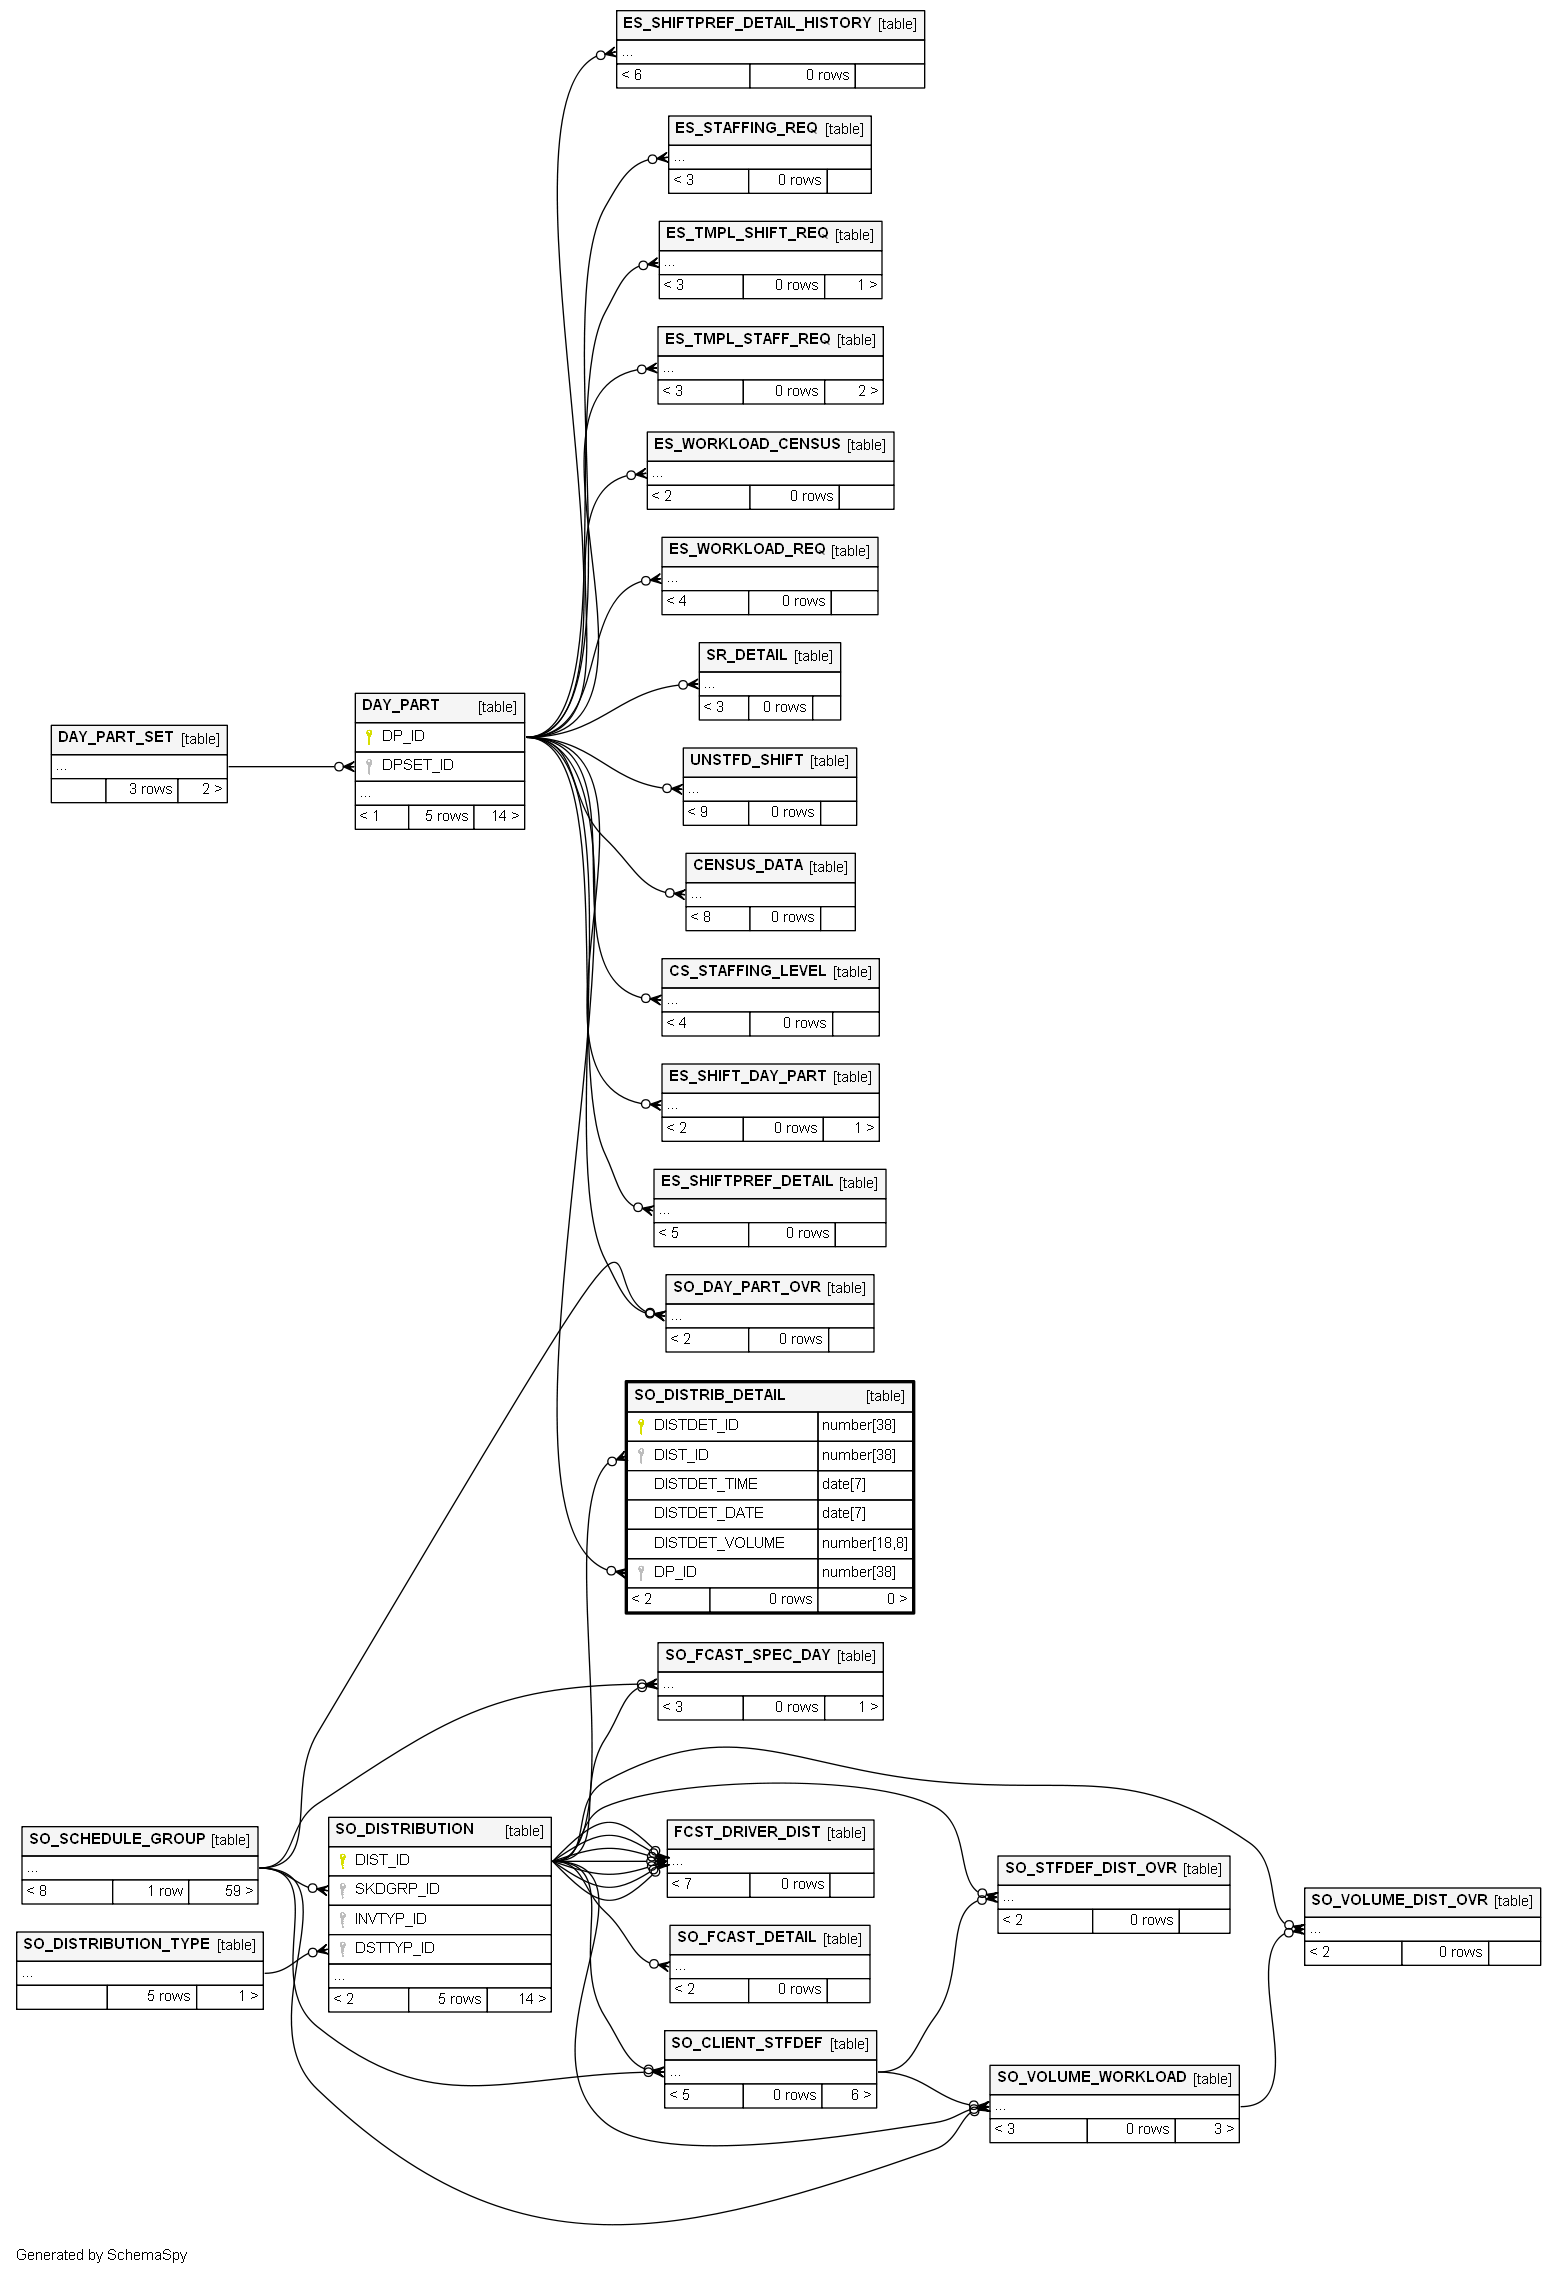 ES_SHIFTPREF_DETAIL_HISTORY [table]
...
< 6 0 rows
ES_STAFFING_REQ [table]
...
< 3 0 rows
ES_TMPL_SHIFT_REQ [table]
...
< 3 0 rows 1 >
ES_TMPL_STAFF_REQ [table]
...
< 3 0 rows 2 >
ES_WORKLOAD_CENSUS [table]
...
< 2 0 rows
ES_WORKLOAD_REQ [table]
...
< 4 0 rows
SR_DETAIL [table]
...
< 3 0 rows
DAY_PART_SET [table]
...
3 rows 2 >
DAY_PART [table]
DP_ID
DPSET_ID
...
< 1 5 rows 14 >
UNSTFD_SHIFT [table]
...
< 9 0 rows
CENSUS_DATA [table]
...
< 8 0 rows
CS_STAFFING_LEVEL [table]
...
< 4 0 rows
ES_SHIFT_DAY_PART [table]
...
< 2 0 rows 1 >
ES_SHIFTPREF_DETAIL [table]
...
< 5 0 rows
SO_DAY_PART_OVR [table]
...
< 2 0 rows
SO_DISTRIB_DETAIL [table]
DISTDET_ID number[38]
DIST_ID number[38]
DISTDET_TIME date[7]
DISTDET_DATE date[7]
DISTDET_VOLUME number[18,8]
DP_ID number[38]
< 2 0 rows 0 >
SO_FCAST_SPEC_DAY [table]
...
< 3 0 rows 1 >
SO_SCHEDULE_GROUP [table]
...
< 8 1 row 59 >
SO_DISTRIBUTION_TYPE [table]
...
5 rows 1 >
SO_DISTRIBUTION [table]
DIST_ID
SKDGRP_ID
INVTYP_ID
DSTTYP_ID
...
< 2 5 rows 14 >
FCST_DRIVER_DIST [table]
...
< 7 0 rows
SO_FCAST_DETAIL [table]
...
< 2 0 rows
SO_CLIENT_STFDEF [table]
...
< 5 0 rows 6 >
SO_STFDEF_DIST_OVR [table]
...
< 2 0 rows
SO_VOLUME_WORKLOAD [table]
...
< 3 0 rows 3 >
SO_VOLUME_DIST_OVR [table]
...
< 2 0 rows
Generated by SchemaSpy